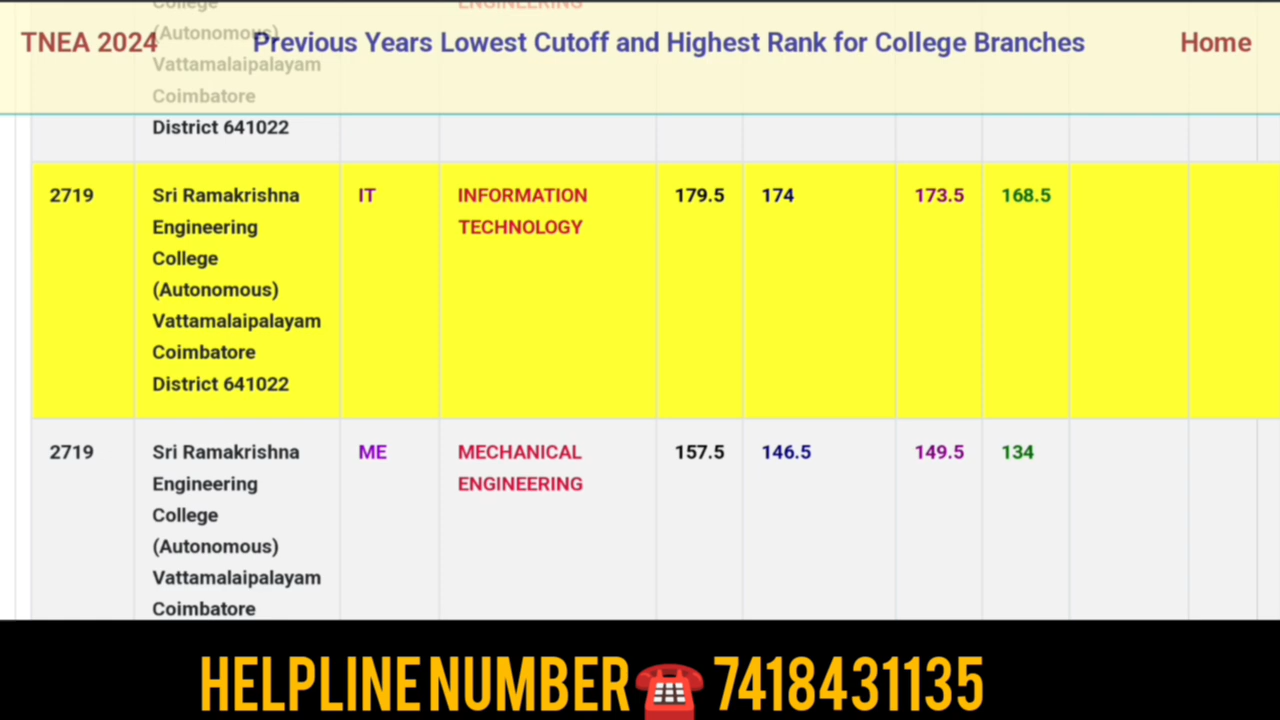 College
ENGINEERING
TNEA 2024
(Autonomous)
Previous Years Lowest Cutoff and Highest Rank for College Branches
Home
Vattamalaipalayam
Coimbatore
District 641022
2719
Sri Ramakrishna
Engineering
College
(Autonomous)
Vattamalaipalayam
Coimbatore
District 641022
IT
INFORMATION
TECHNOLOGY
179.5
174
173.5
168.5
2719
Sri Ramakrishna
Engineering
College
(Autonomous)
Vattamalaipalayam
Coimbatore
ME
MECHANICAL
ENGINEERING
157.5
146.5
149.5
134
HELPLINE NUMBER☎️ 7418431135